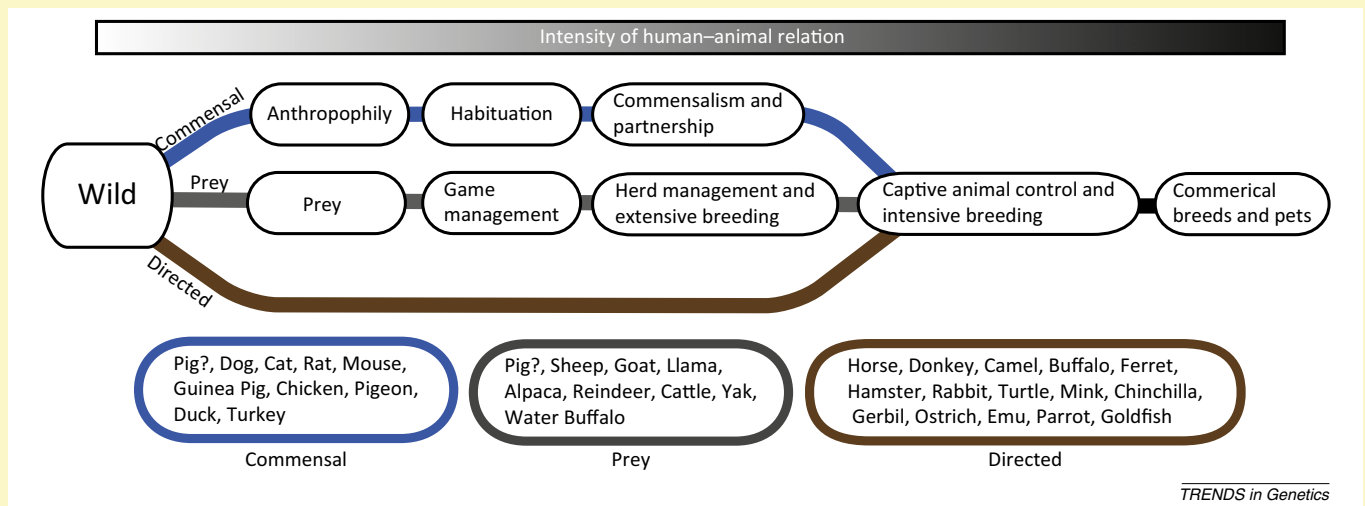 Intensity of human–animal relation
Commensal
Anthropophily
Habituation
Commensalism and
partnership
Wild
Prey
Prey
Game
management
Herd management and
extensive breeding
Captive animal control and
intensive breeding
Commerical
breeds and pets
Directed
Pig?, Dog, Cat, Rat, Mouse,
Guinea Pig, Chicken, Pigeon,
Duck, Turkey
Commensal
Pig?, Sheep, Goat, Llama,
Alpaca, Reindeer, Cattle, Yak,
Water Buffalo
Prey
Horse, Donkey, Camel, Buffalo, Ferret,
Hamster, Rabbit, Turtle, Mink, Chinchilla,
Gerbil, Ostrich, Emu, Parrot, Goldfish
Directed
TRENDS in Genetics